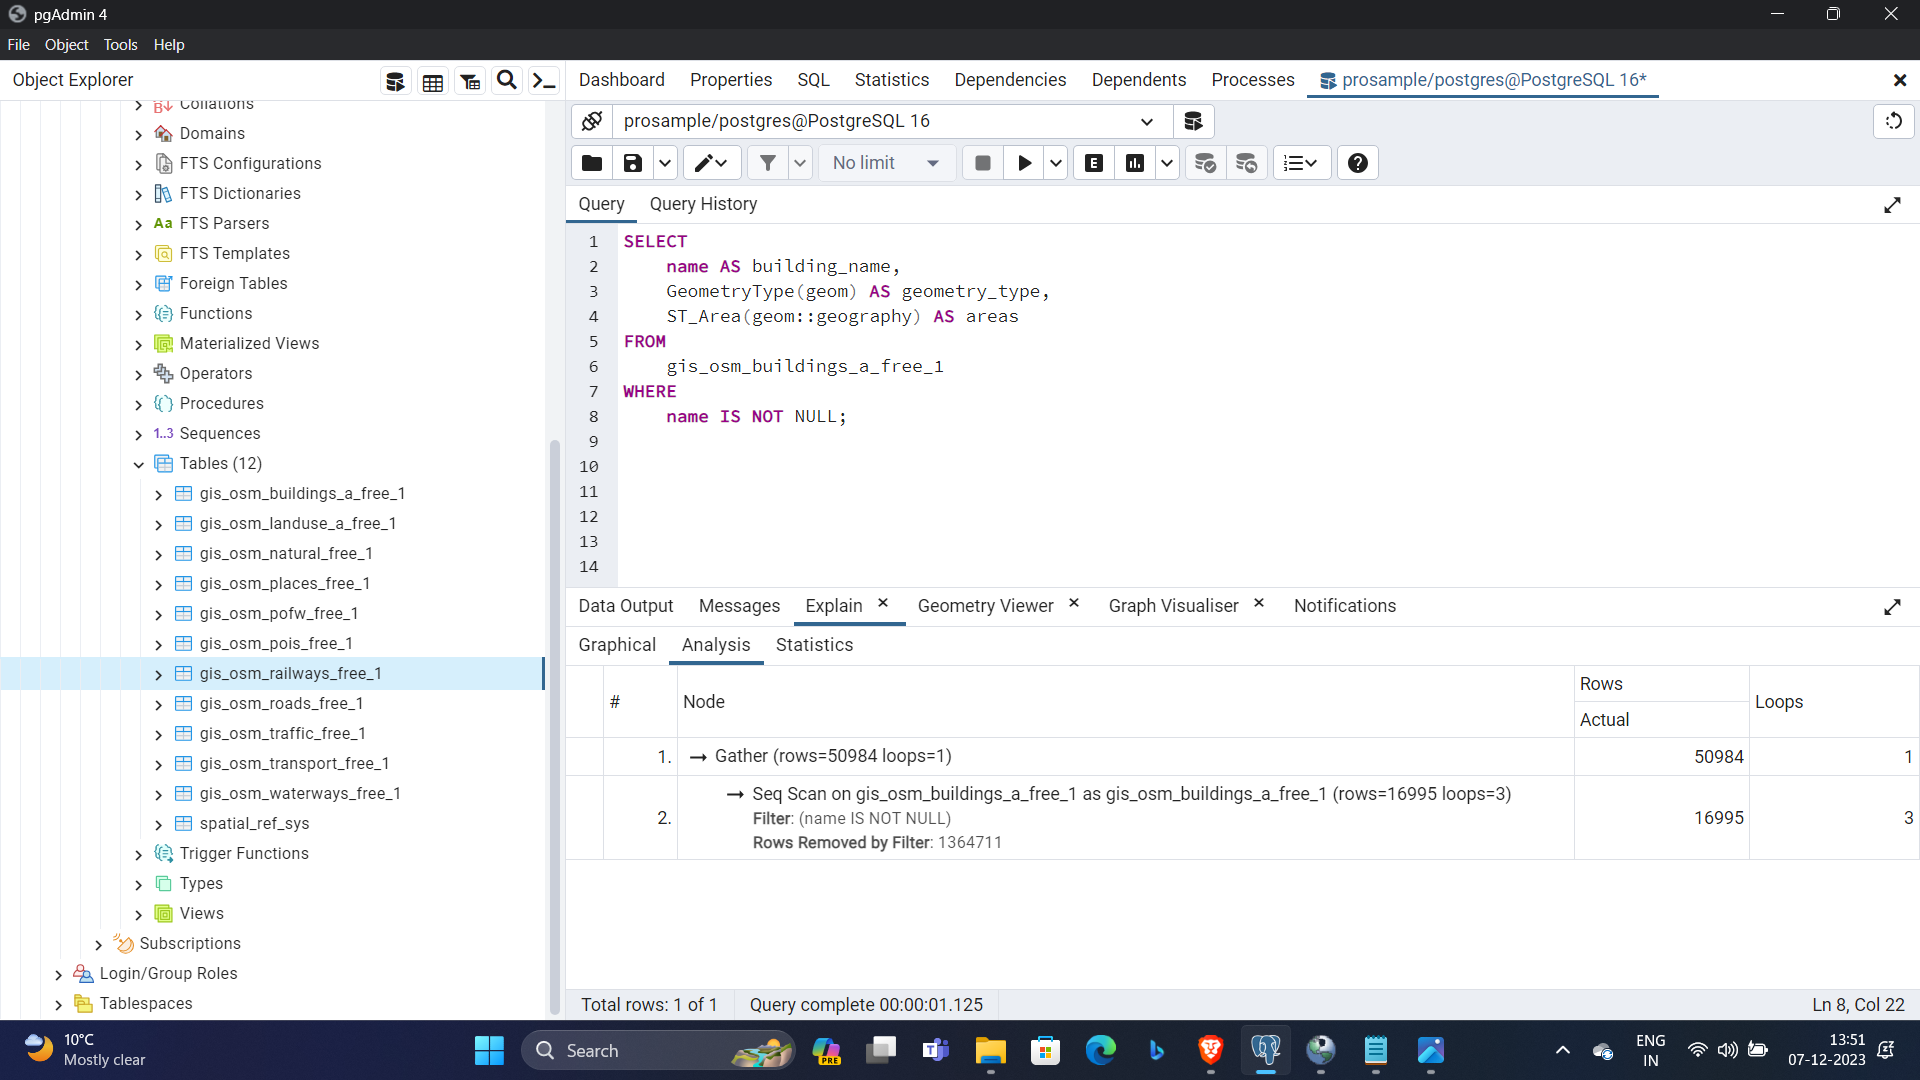 pgAdmin 4
File Object Tools Help
Object Explorer
Dashboard Properties SQL Statistics Dependencies Dependents Processes prosample/postgres@PostgreSQL 16*
Collations
Domains
FTS Configurations
FTS Dictionaries
Aa FTS Parsers
FTS Templates
Foreign Tables
Functions
Materialized Views
Operators
Procedures
1..3 Sequences
Tables (12)
gis_osm_buildings_a_free_1
gis_osm_landuse_a_free_1
gis_osm_natural_free_1
gis_osm_places_free_1
gis_osm_pofw_free_1
gis_osm_pois_free_1
gis_osm_railways_free_1
gis_osm_roads_free_1
gis_osm_traffic_free_1
gis_osm_transport_free_1
gis_osm_waterways_free_1
spatial_ref_sys
Trigger Functions
Types
Views
Subscriptions
Login/Group Roles
Tablespaces
prosample/postgres@PostgreSQL 16
No limit E
Query Query History
1 SELECT
2 name AS building_name,
3 GeometryType(geom) AS geometry_type,
4 ST_Area(geom::geography) AS areas
5 FROM
6 gis_osm_buildings_a_free_1
7 WHERE
8 name IS NOT NULL;
9
10
11
12
13
14
Data Output Messages Explain Geometry Viewer Graph Visualiser Notifications
Graphical Analysis Statistics
# Node Rows Loops
Actual
1. → Gather (rows=50984 loops=1) 50984 1
2. → Seq Scan on gis_osm_buildings_a_free_1 as gis_osm_buildings_a_free_1 (rows=16995 loops=3) 16995 3
Filter: (name IS NOT NULL)
Rows Removed by Filter: 1364711
Total rows: 1 of 1 Query complete 00:00:01.125 Ln 8, Col 22
10°C
Mostly clear
Search
PRE
ENG
IN
13:51
07-12-2023